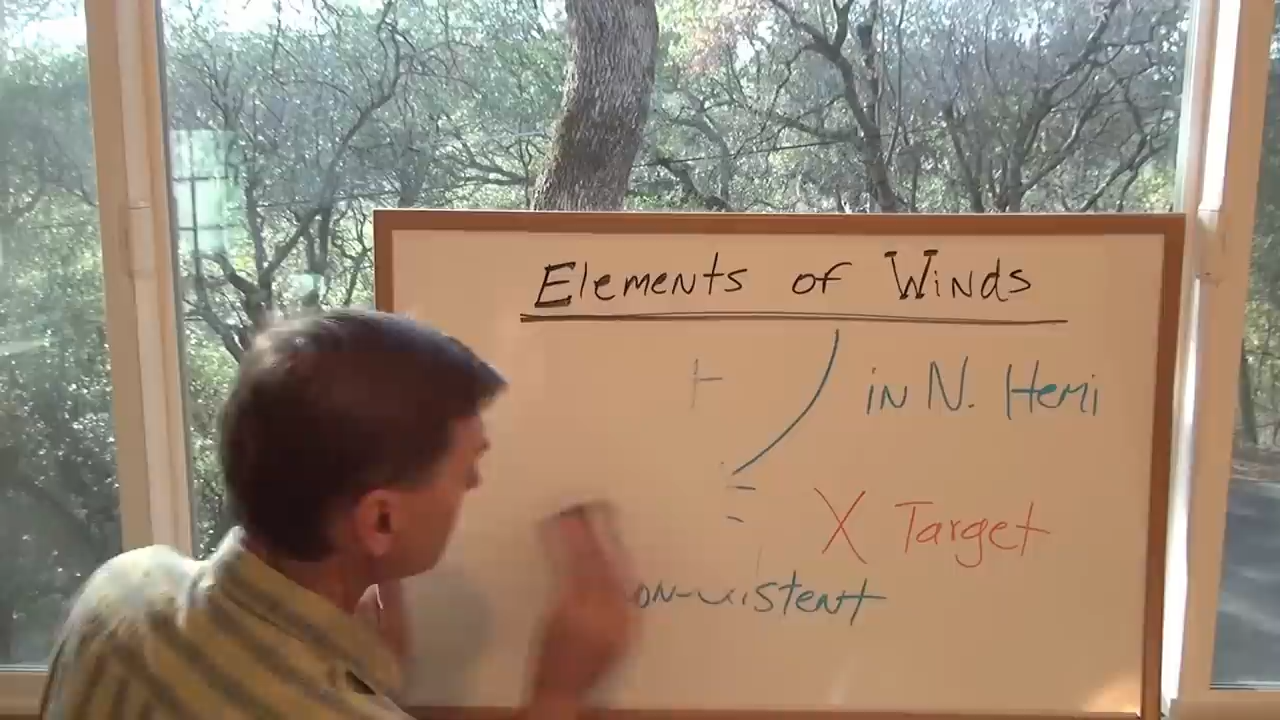 Elements of Winds
in N. Hemi
X Target